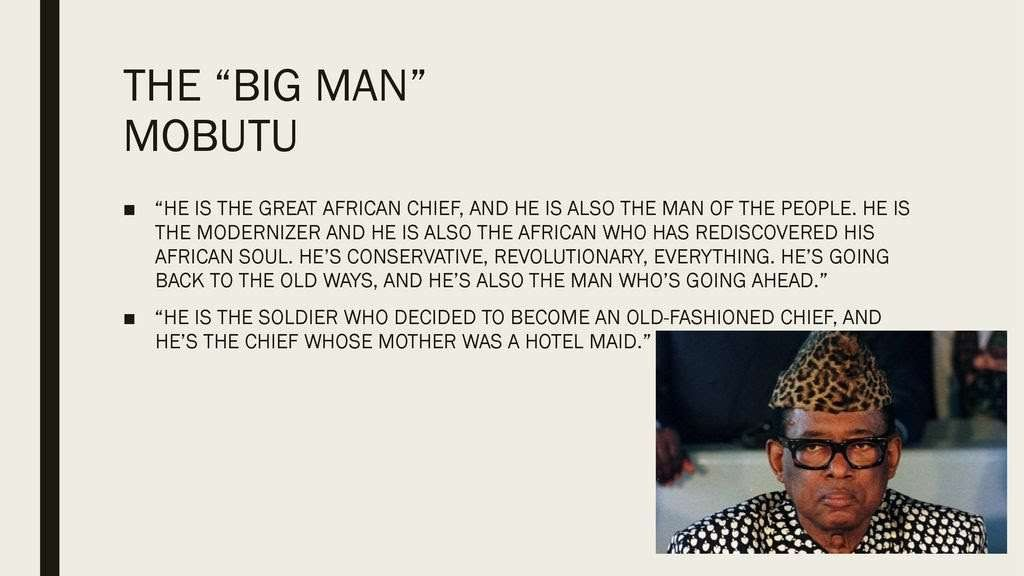 THE “BIG MAN”
MOBUTU
■ “HE IS THE GREAT AFRICAN CHIEF, AND HE IS ALSO THE MAN OF THE PEOPLE. HE IS
THE MODERNIZER AND HE IS ALSO THE AFRICAN WHO HAS REDISCOVERED HIS
AFRICAN SOUL. HE’S CONSERVATIVE, REVOLUTIONARY, EVERYTHING. HE’S GOING
BACK TO THE OLD WAYS, AND HE’S ALSO THE MAN WHO’S GOING AHEAD.”
■ “HE IS THE SOLDIER WHO DECIDED TO BECOME AN OLD-FASHIONED CHIEF, AND
HE’S THE CHIEF WHOSE MOTHER WAS A HOTEL MAID.”